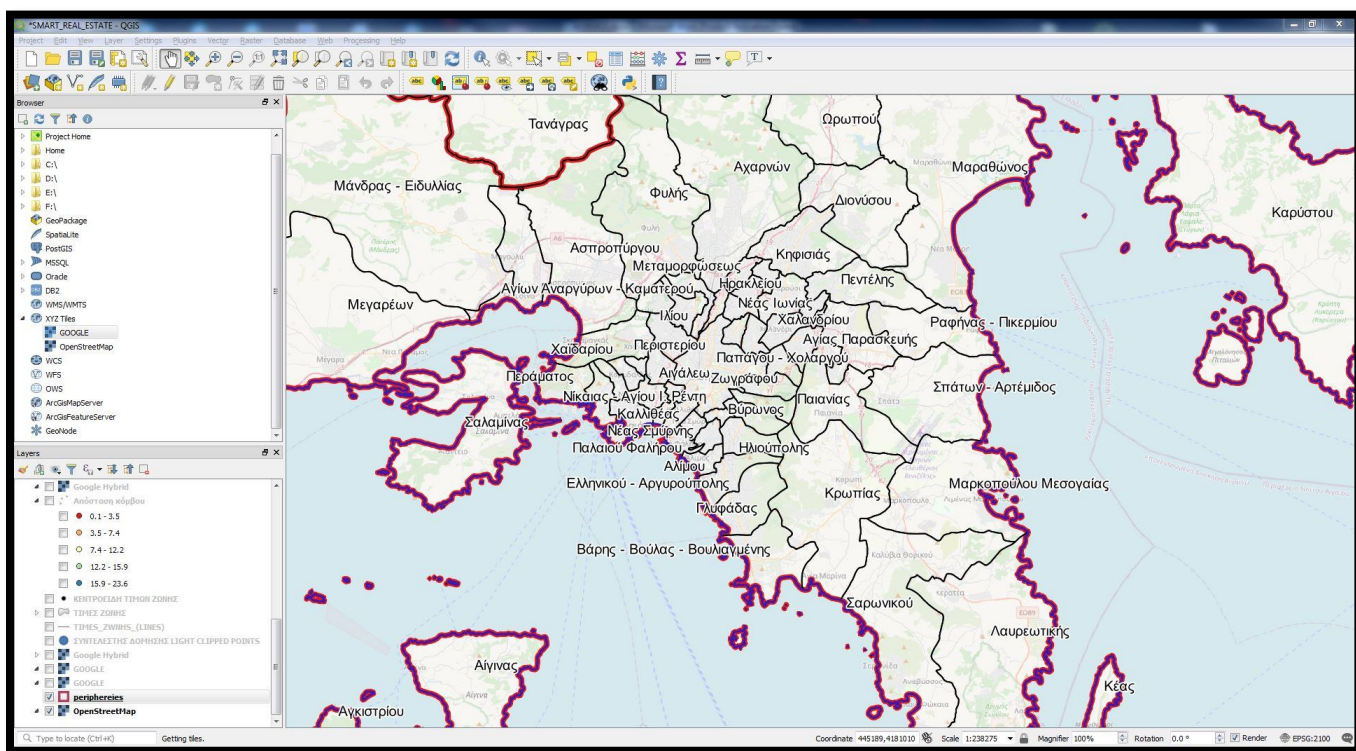 *SMART_REAL_ESTATE - QGIS
Project Edit View Layer Settings Plugins Vector Raster Database Web Processing Help
Browser
Project Home
Home
C:\
D:\
E:\
F:\
GeoPackage
SpatiaLite
PostGIS
MSSQL
Oracle
DB2
WMS/WMTS
XYZ Tiles
GOOGLE
OpenStreetMap
WCS
WFS
OWS
ArcGisMapServer
ArcGisFeatureServer
GeoNode
Layers
Google Hybrid
Απόσταση κόμβου
0.1 - 3.5
3.5 - 7.4
7.4 - 12.2
12.2 - 15.9
15.9 - 23.6
ΚΕΝΤΡΟΕΙΔΗ ΤΙΜΩΝ ΖΩΝΗΣ
ΤΙΜΕΣ ΖΩΝΗΣ
TIMES_ZWNHS_(LINES)
ΣΥΝΤΕΛΕΣΤΗΣ ΔΟΜΗΣΗΣ LIGHT CLIPPED POINTS
Google Hybrid
GOOGLE
GOOGLE
periphereies
OpenStreetMap
Τανάγρας
Ωρωπού
Αχαρνών
Μαραθώνος
Μάνδρας - Ειδυλλίας
Φυλής
Διονύσου
Καρύστου
Ασπροπύργου
Κηφισιάς
Μεταμορφώσεως
Πεντέλης
Ηρακλείου
Αγίων Αναργύρων - Καματερού
Μεγαρέων
Νέας Ιωνίας
Ιλίου
Χαλανδρίου
Ραφήνας - Πικερμίου
Αγίας Παρασκευής
Περιστερίου
Χαϊδαρίου
Παπάγου - Χολαργού
Αιγάλεω
Ζωγράφου
Περάματος
Σπάτων - Αρτέμιδος
Νίκαιας - Αγίου Ι. Ρέντη
Παιανίας
Βύρωνος
Καλλιθέας
Σαλαμίνας
Νέας Σμύρνης
Παλαιού Φαλήρου
Ηλιούπολης
Αλίμου
Ελληνικού - Αργυρούπολης
Μαρκοπούλου Μεσογαίας
Κρωπίας
Γλυφάδας
Βάρης - Βούλας - Βουλιαγμένης
Σαρωνικού
Λαυρεωτικής
Αίγινας
Κέας
Αγκιστρίου
Type to locate (Ctrl+K)
Getting tiles.
Coordinate 445189,4181010 Scale 1:238275 Magnifier 100% Rotation 0.0 ° Render EPSG:2100